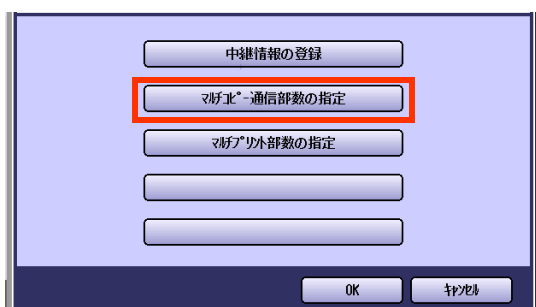 中継情報の登録
ﾏﾙﾁｺﾋﾟｰ通信部数の指定
ﾏﾙﾁﾌﾟﾘﾝﾄ部数の指定
OK
ｷｬﾝｾﾙ